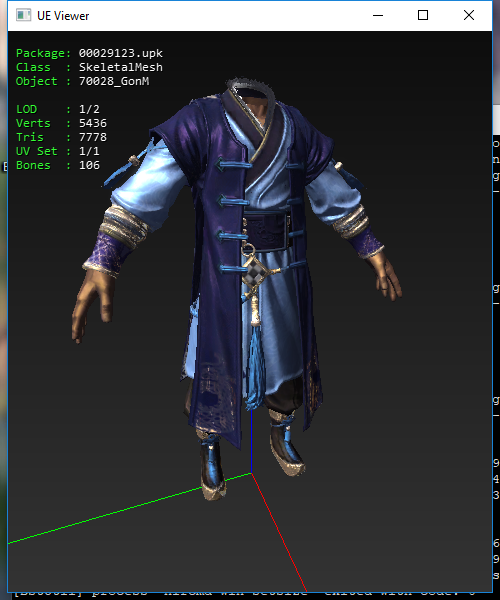 UE Viewer
Package: 00029123.upk
Class : SkeletalMesh
Object : 70028_GonM
LOD : 1/2
Verts : 5436
Tris : 7778
UV Set : 1/1
Bones : 106